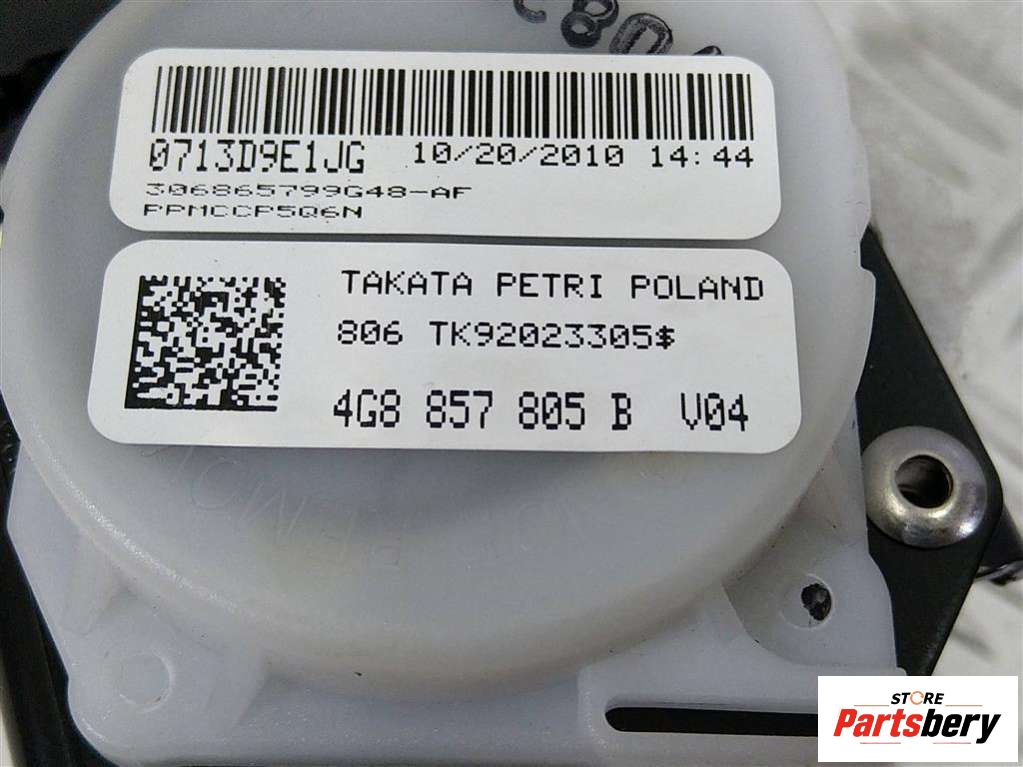 0713D9E1JG 10/20/2010 14:44
306865799G48-AF
PPMCCP5Q6N
TAKATA PETRI POLAND
806 TK92023305$
4G8 857 805 B V04
STORE
Partsbery